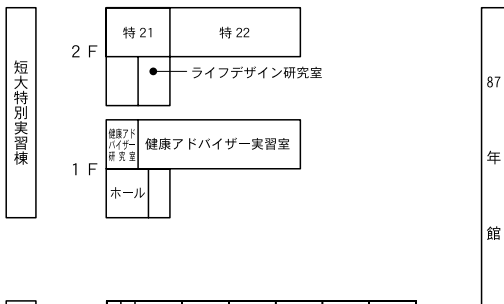 短大特別実習棟
2F
特21
特22
ライフデザイン研究室
1F
健康アド
バイザー
研究室
健康アドバイザー実習室
ホール
87年館